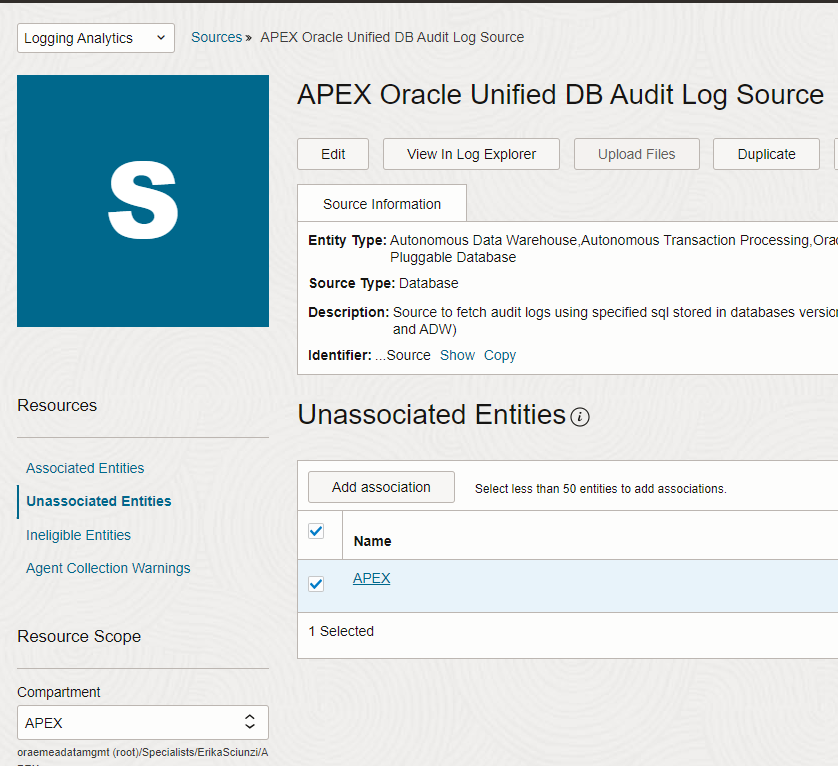 Logging Analytics
Sources » APEX Oracle Unified DB Audit Log Source
S
APEX Oracle Unified DB Audit Log Source
Edit
View In Log Explorer
Upload Files
Duplicate
Source Information
Entity Type: Autonomous Data Warehouse,Autonomous Transaction Processing,Orac
Pluggable Database
Source Type: Database
Description: Source to fetch audit logs using specified sql stored in databases version
and ADW)
Identifier: ...Source Show Copy
Resources
Associated Entities
Unassociated Entities
Ineligible Entities
Agent Collection Warnings
Resource Scope
Compartment
APEX
oraemeadatamgmt (root)/Specialists/ErikaSciunzi/A
Unassociated Entities
Add association
Select less than 50 entities to add associations.
Name
APEX
1 Selected